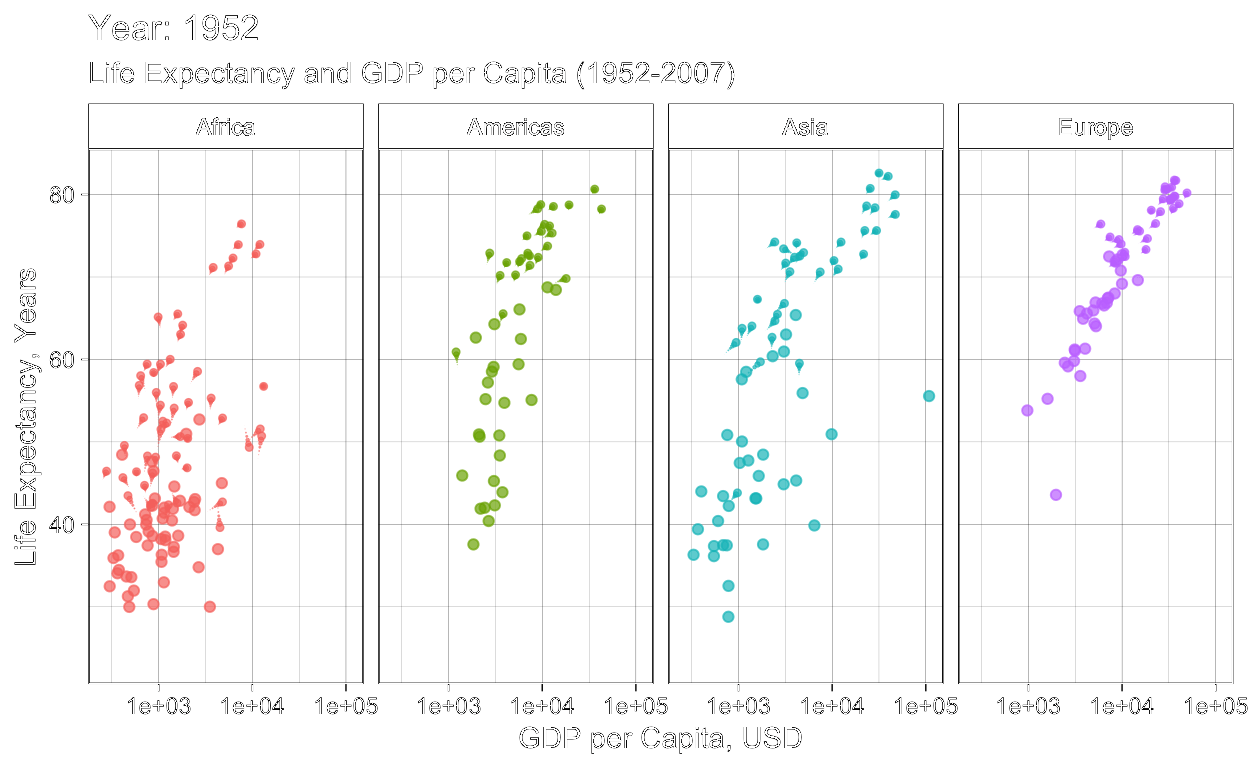 Year: 1952
Life Expectancy and GDP per Capita (1952-2007)
Africa Americas Asia Europe
80
60
40
Life Expectancy, Years
1e+03 1e+04 1e+05 1e+03 1e+04 1e+05 1e+03 1e+04 1e+05 1e+03 1e+04 1e+05
GDP per Capita, USD